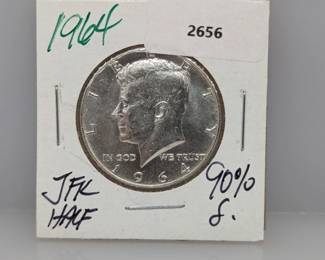 1964
2656
LIBERTY
IN GOD WE TRUST
1964
JFK
HALF
90%
S.